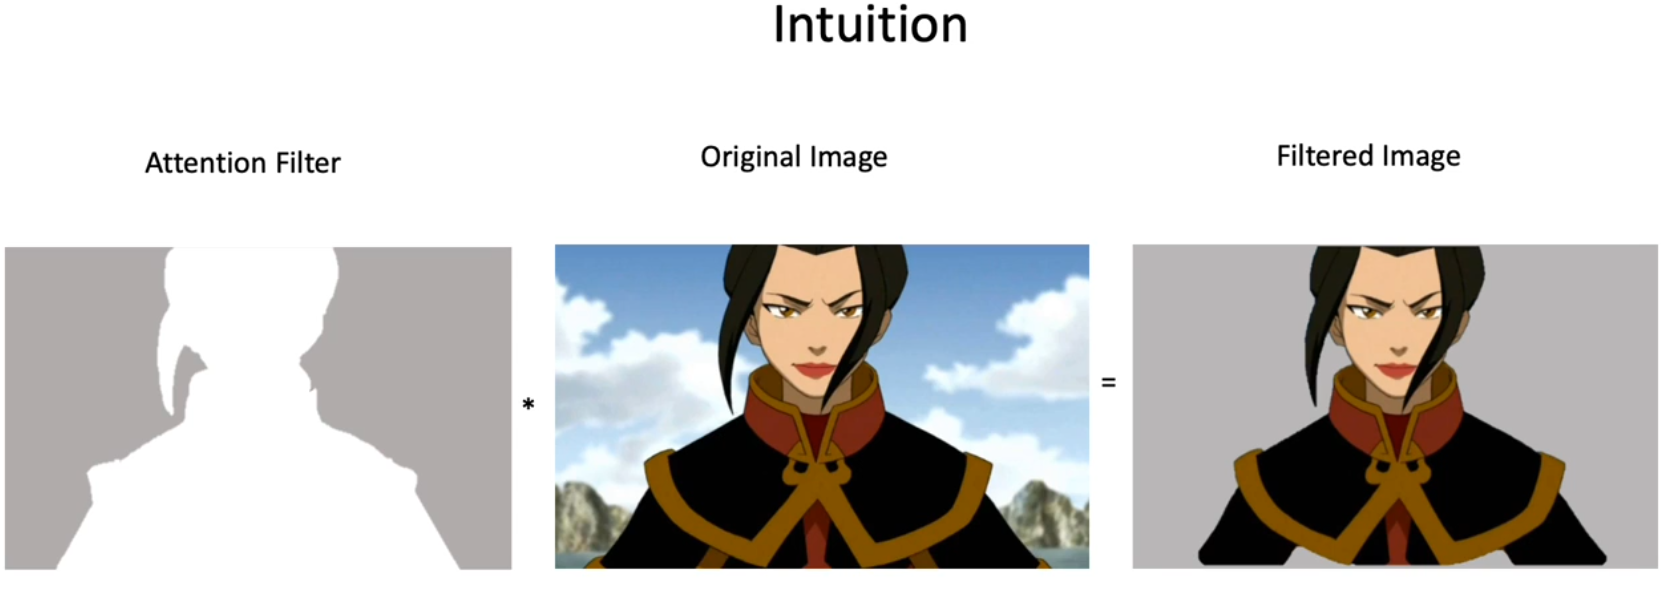 Intuition
Attention Filter
Original Image
Filtered Image
*
=